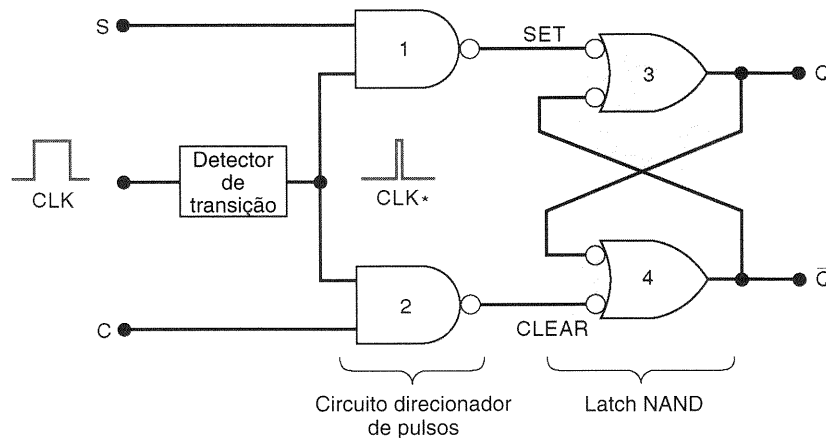 S
1
SET
3
Q
CLK
Detector
de
transição
CLK*
C
2
CLEAR
4
Q̅
Circuito direcionador
de pulsos
Latch NAND